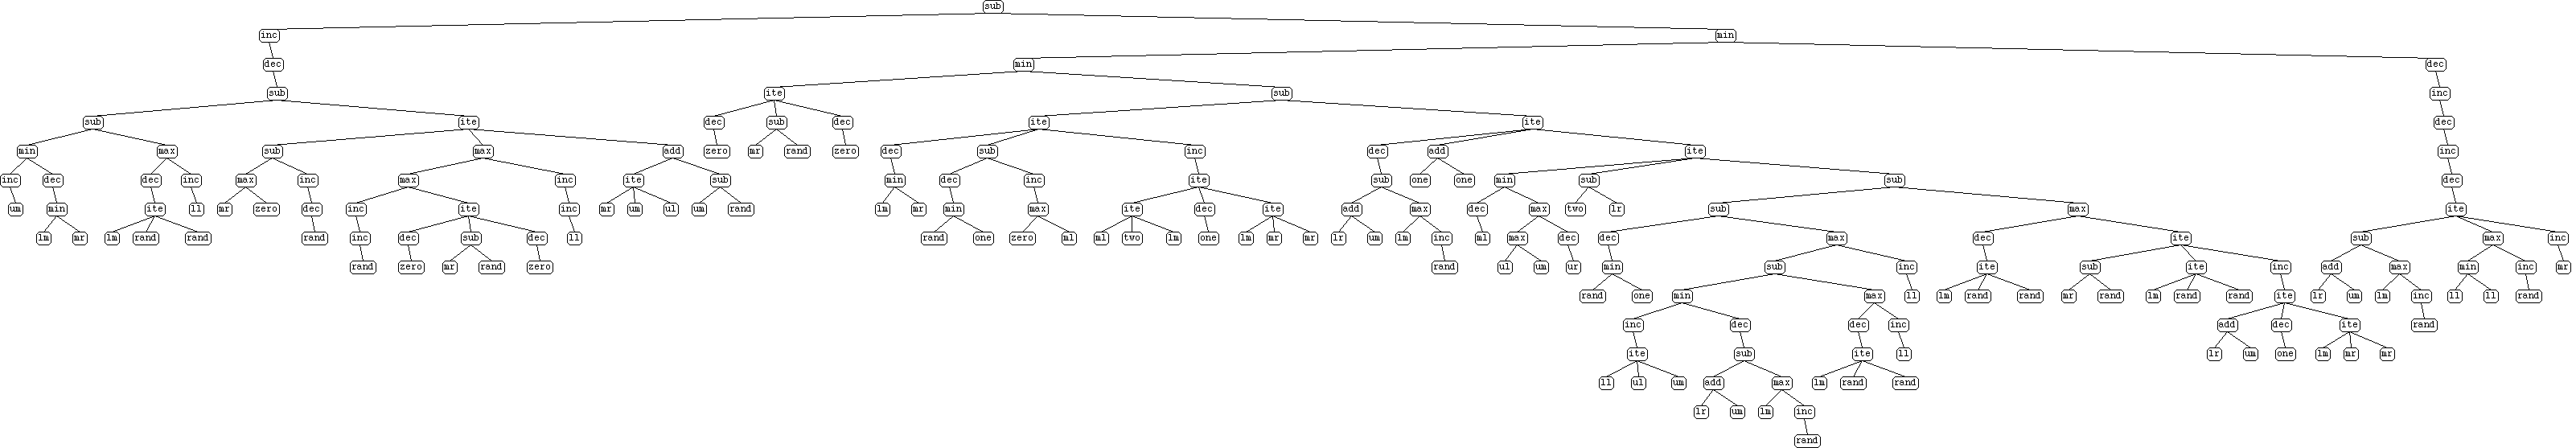 sub
inc min
dec min dec
sub ite sub inc
sub ite dec sub dec ite ite dec
min max sub max add zero mr rand zero dec sub inc dec add ite inc
inc dec dec inc max inc max inc ite sub min dec inc ite sub one one min sub sub dec
um min ite ll mr zero dec inc ite inc mr um ul um rand lm mr min max ite dec ite add max dec max two lr sub max ite
lm mr lm rand rand rand inc dec sub dec ll rand one zero ml ml two lm one lm mr mr lr um lm inc ml max dec dec max dec ite sub max inc
rand zero mr rand zero rand ul um ur min sub inc ite sub ite inc add max min inc mr
rand one min max ll lm rand rand mr rand lm rand rand ite lr um lm inc ll ll rand
inc dec dec inc add dec ite rand
ite sub ite ll lr um one lm mr mr
ll ul um add max lm rand rand
lr um lm inc
rand